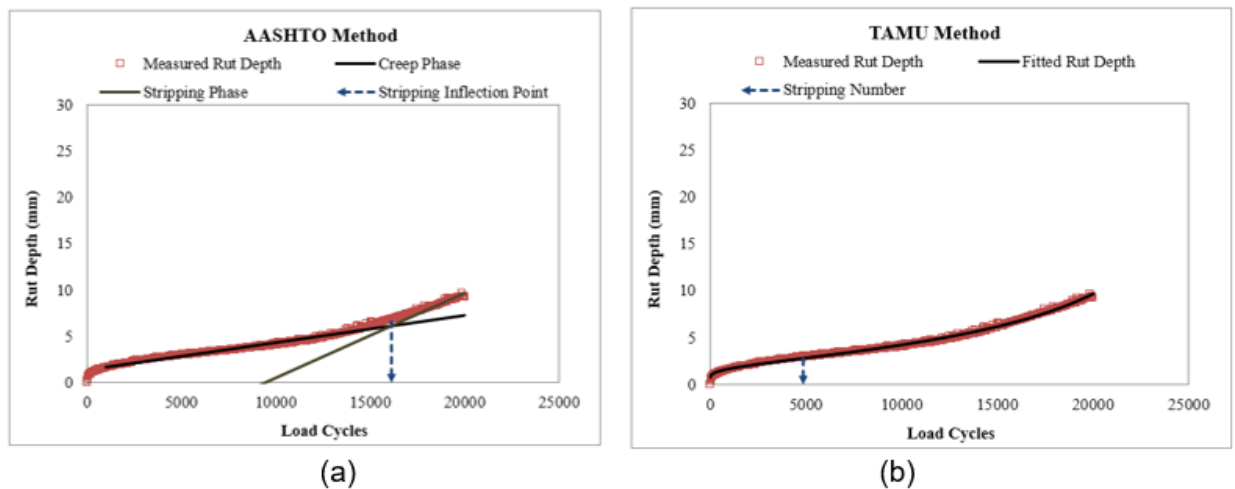 AASHTO Method
Measured Rut Depth
Creep Phase
Stripping Phase
Stripping Inflection Point
30
25
20
15
10
5
0
Rut Depth (mm)
0 5000 10000 15000 20000 25000
Load Cycles
(a)
TAMU Method
Measured Rut Depth
Fitted Rut Depth
Stripping Number
30
25
20
15
10
5
0
Rut Depth (mm)
0 5000 10000 15000 20000 25000
Load Cycles
(b)